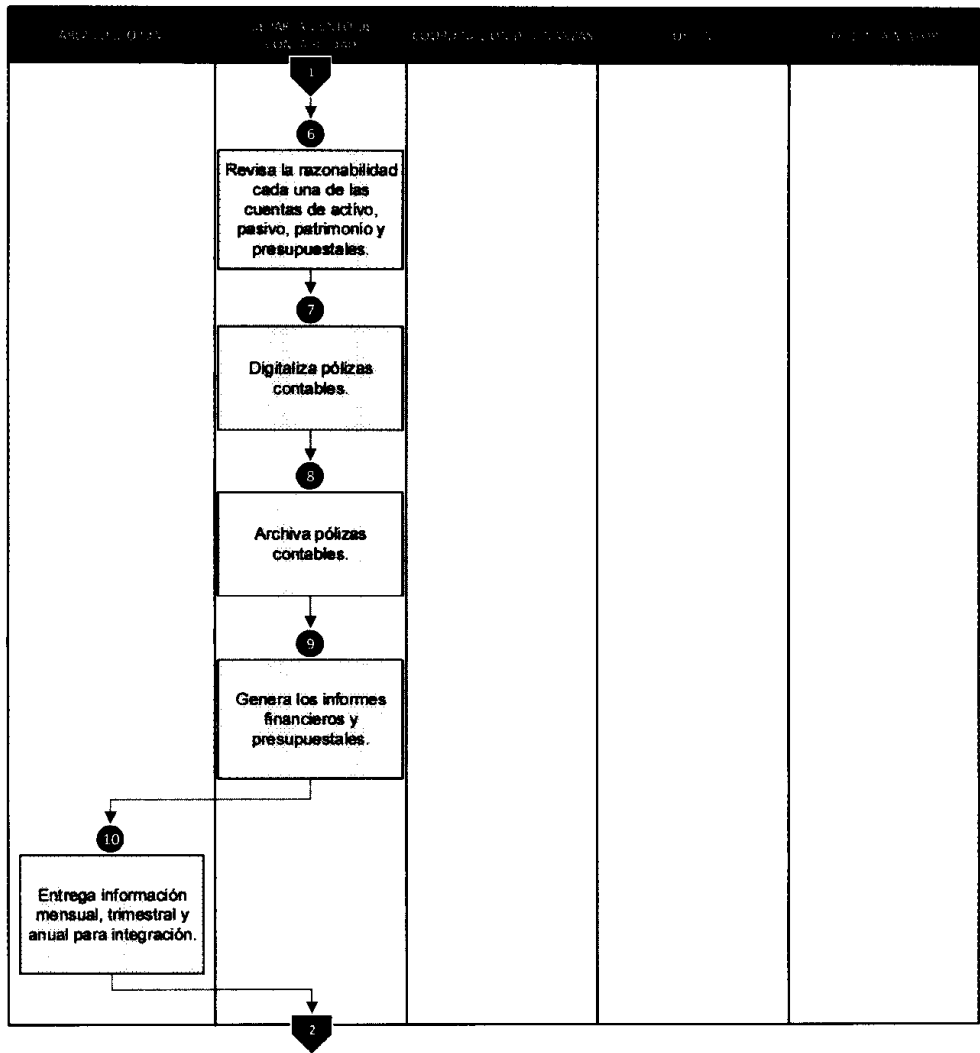 1
6
Revisa la razonabilidad
cada una de las
cuentas de activo,
pasivo, patrimonio y
presupuestales.
7
Digitaliza pólizas
contables.
8
Archiva pólizas
contables.
9
Genera los informes
financieros y
presupuestales.
10
Entrega información
mensual, trimestral y
anual para integración.
2